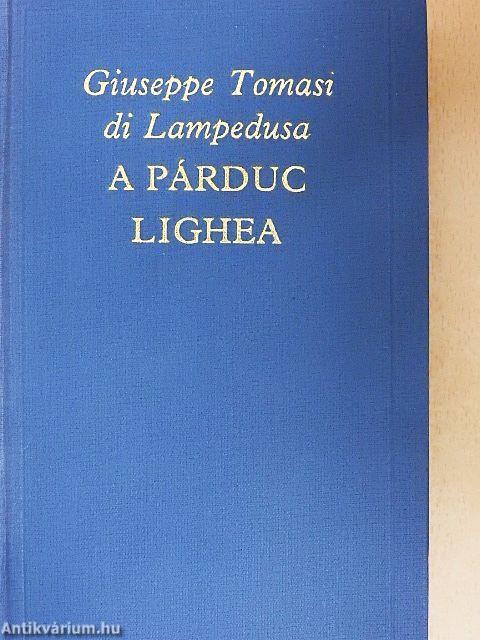 Giuseppe Tomasi
di Lampedusa
A PÁRDUC
LIGHEA
Antikvárium.hu